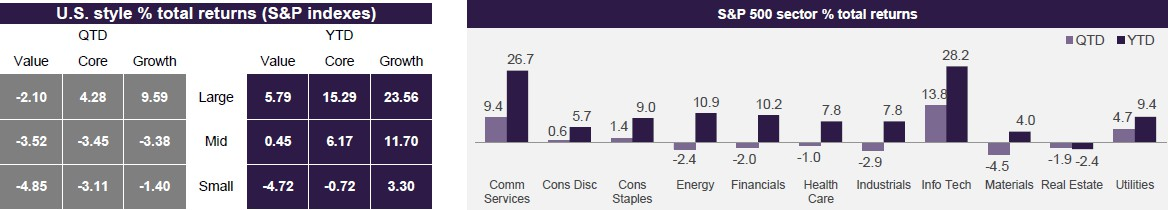 U.S. style % total returns (S&P indexes)
QTD YTD
Value Core Growth Value Core Growth
-2.10 4.28 9.59 Large 5.79 15.29 23.56
-3.52 -3.45 -3.38 Mid 0.45 6.17 11.70
-4.85 -3.11 -1.40 Small -4.72 -0.72 3.30
S&P 500 sector % total returns
QTD YTD
9.4 26.7 0.6 5.7 1.4 9.0 -2.4 10.9 -2.0 10.2 -1.0 7.8 -2.9 7.8 13.8 28.2 -4.5 4.0 -1.9 -2.4 4.7 9.4
Comm Cons Disc Cons Energy Financials Health Industrials Info Tech Materials Real Estate Utilities
Services Staples Care